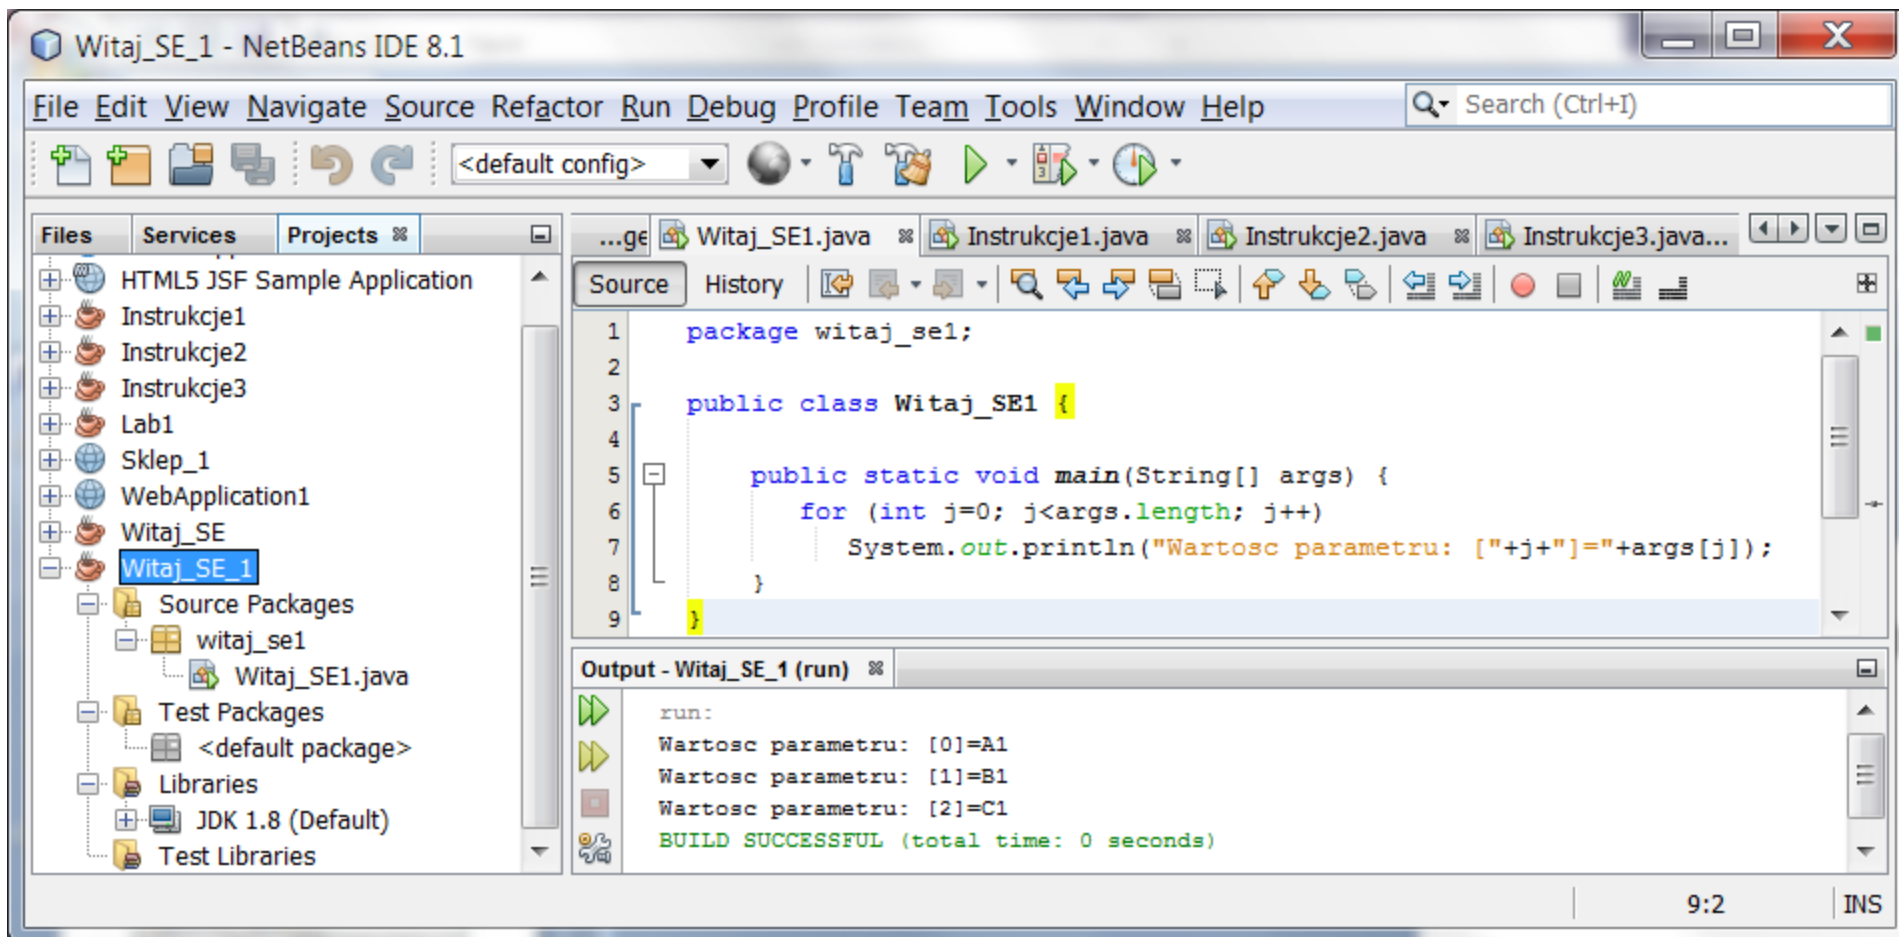 Witaj_SE_1 - NetBeans IDE 8.1
File Edit View Navigate Source Refactor Run Debug Profile Team Tools Window Help
Search (Ctrl+I)
<default config>
Files Services Projects
HTML5 JSF Sample Application
Instrukcje1
Instrukcje2
Instrukcje3
Lab1
Sklep_1
WebApplication1
Witaj_SE
Witaj_SE_1
Source Packages
witaj_se1
Witaj_SE1.java
Test Packages
<default package>
Libraries
JDK 1.8 (Default)
Test Libraries
...ge Witaj_SE1.java Instrukcje1.java Instrukcje2.java Instrukcje3.java...
Source History
1 package witaj_se1;
2
3 public class Witaj_SE1 {
4
5 public static void main(String[] args) {
6 for (int j=0; j<args.length; j++)
7 System.out.println("Wartosc parametru: ["+j+"]="+args[j]);
8 }
9 }
Output - Witaj_SE_1 (run)
run:
Wartosc parametru: [0]=A1
Wartosc parametru: [1]=B1
Wartosc parametru: [2]=C1
BUILD SUCCESSFUL (total time: 0 seconds)
9:2 INS